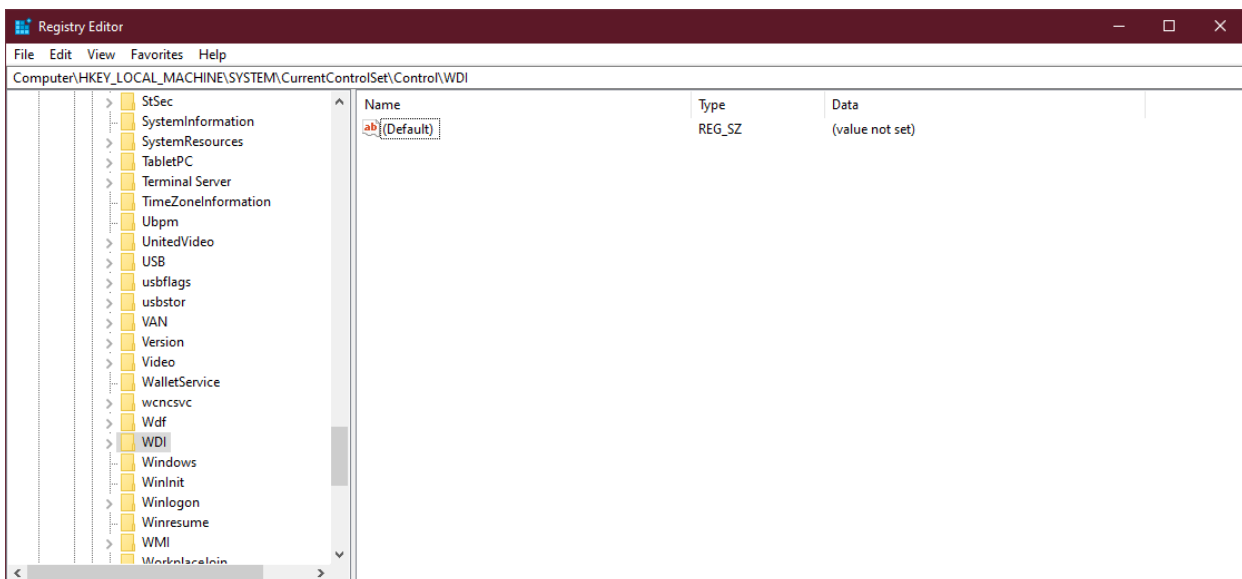 Registry Editor
File Edit View Favorites Help
Computer\HKEY_LOCAL_MACHINE\SYSTEM\CurrentControlSet\Control\WDI
StSec
SystemInformation
SystemResources
TabletPC
Terminal Server
TimeZoneInformation
Ubpm
UnitedVideo
USB
usbflags
usbstor
VAN
Version
Video
WalletService
wcncsvc
Wdf
WDI
Windows
WinInit
Winlogon
Winresume
WMI
WorkplaceJoin
Name Type Data
ab (Default) REG_SZ (value not set)